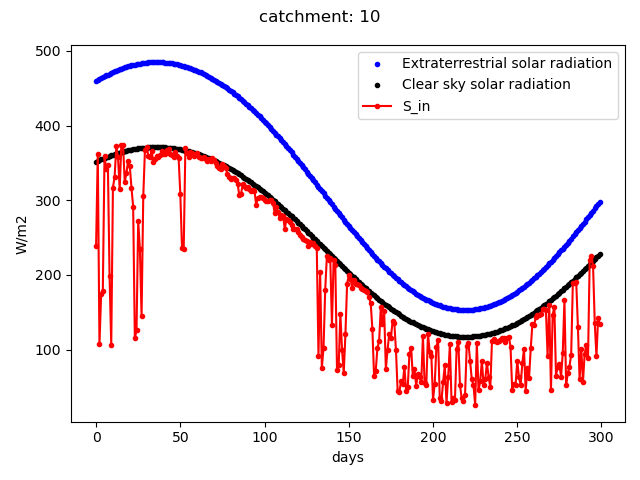 catchment: 10
Extraterrestrial solar radiation
Clear sky solar radiation
S_in
W/m2
500
400
300
200
100
0 50 100 150 200 250 300
days